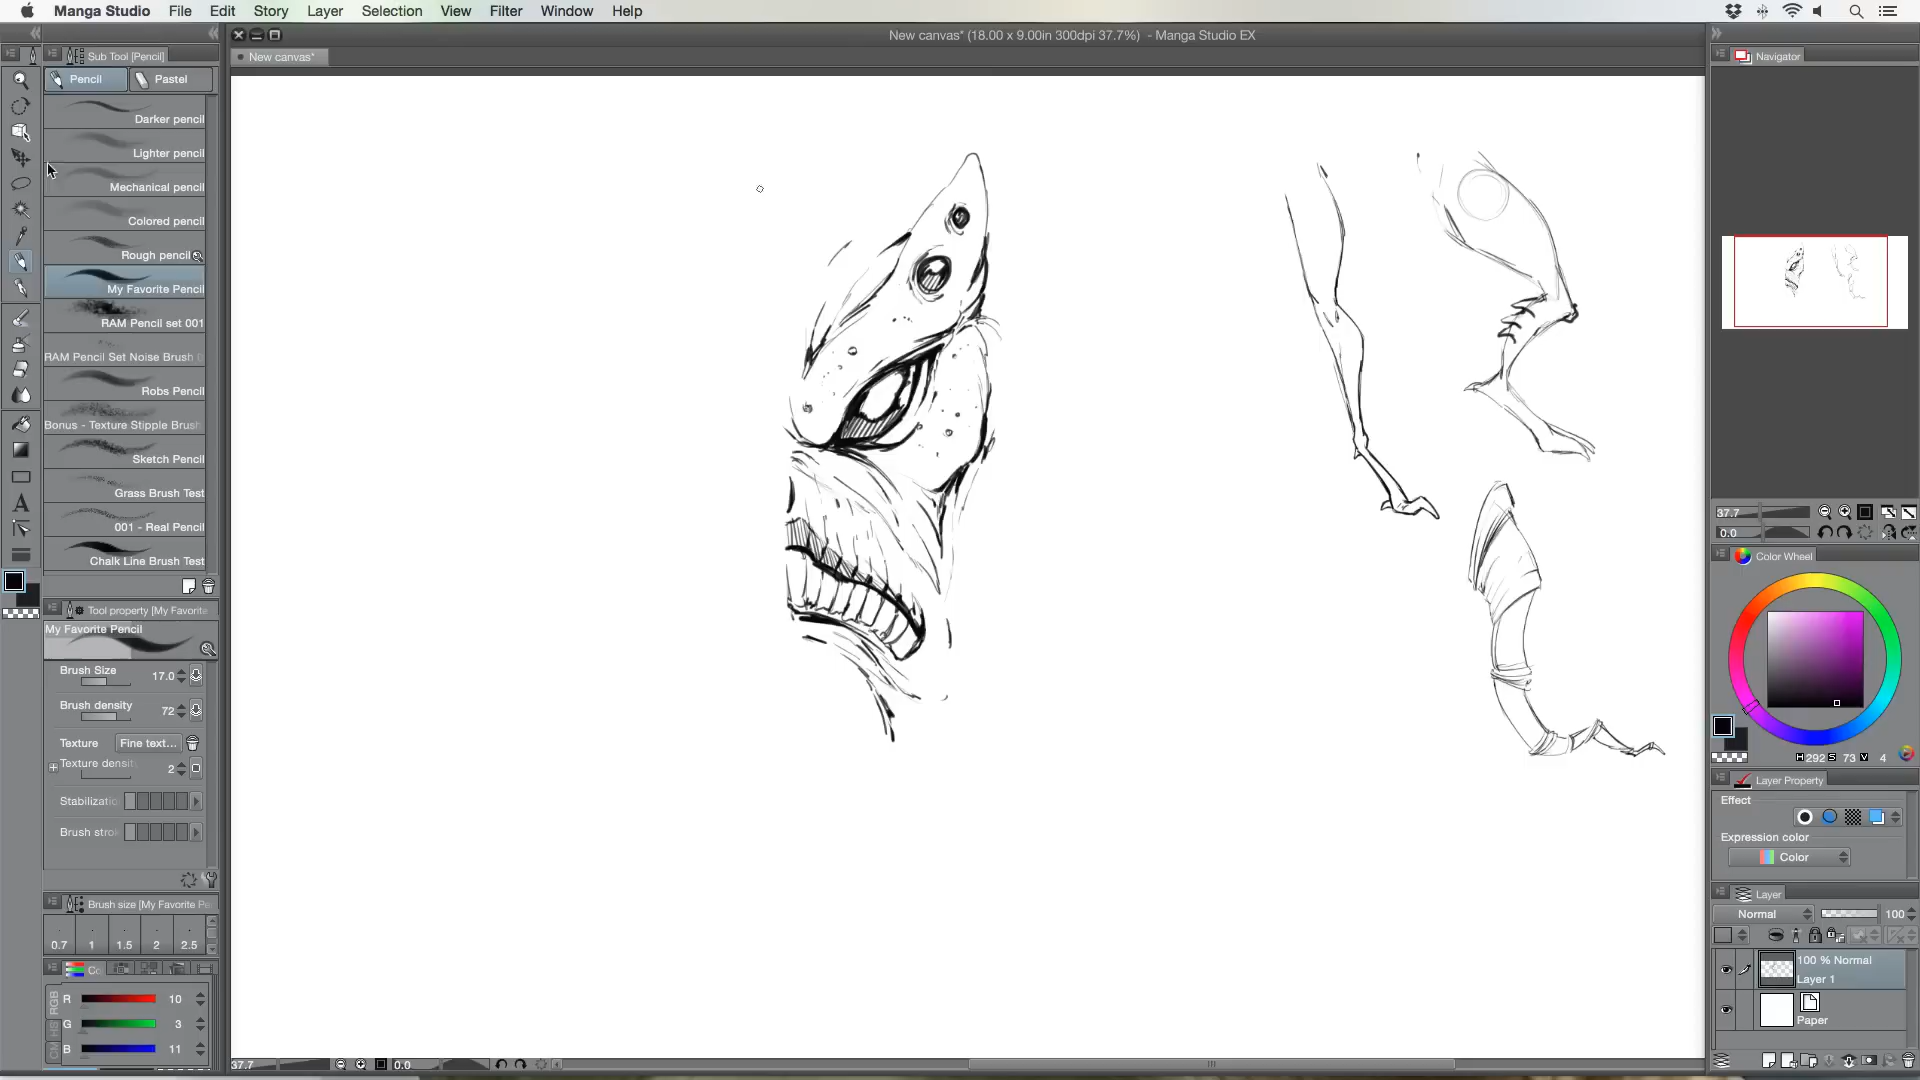 Manga Studio File Edit Story Layer Selection View Filter Window Help
New canvas* (18.00 x 9.00in 300dpi 37.7%) - Manga Studio EX
New canvas*
Sub Tool [Pencil]
Pencil Pastel
Darker pencil
Lighter pencil
Mechanical pencil
Colored pencil
Rough pencil
My Favorite Pencil
RAM Pencil set 001
RAM Pencil Set Noise Brush
Robs Pencil
Bonus - Texture Stipple Brush
Sketch Pencil
Grass Brush Test
001 - Real Pencil
Chalk Line Brush Test
Tool property [My Favorite
My Favorite Pencil
Brush Size 17.0
Brush density 72
Texture Fine text...
Texture densit 2
Stabilizatio
Brush stro
Brush size [My Favorite Pe
0.7 1 1.5 2 2.5
Co
RGB
R 10
G 3
B 11
37.7 0.0
Navigator
37.7
0.0
Color Wheel
H 292 S 73 V 4
Layer Property
Effect
Expression color
Color
Layer
Normal 100
100 % Normal
Layer 1
Paper